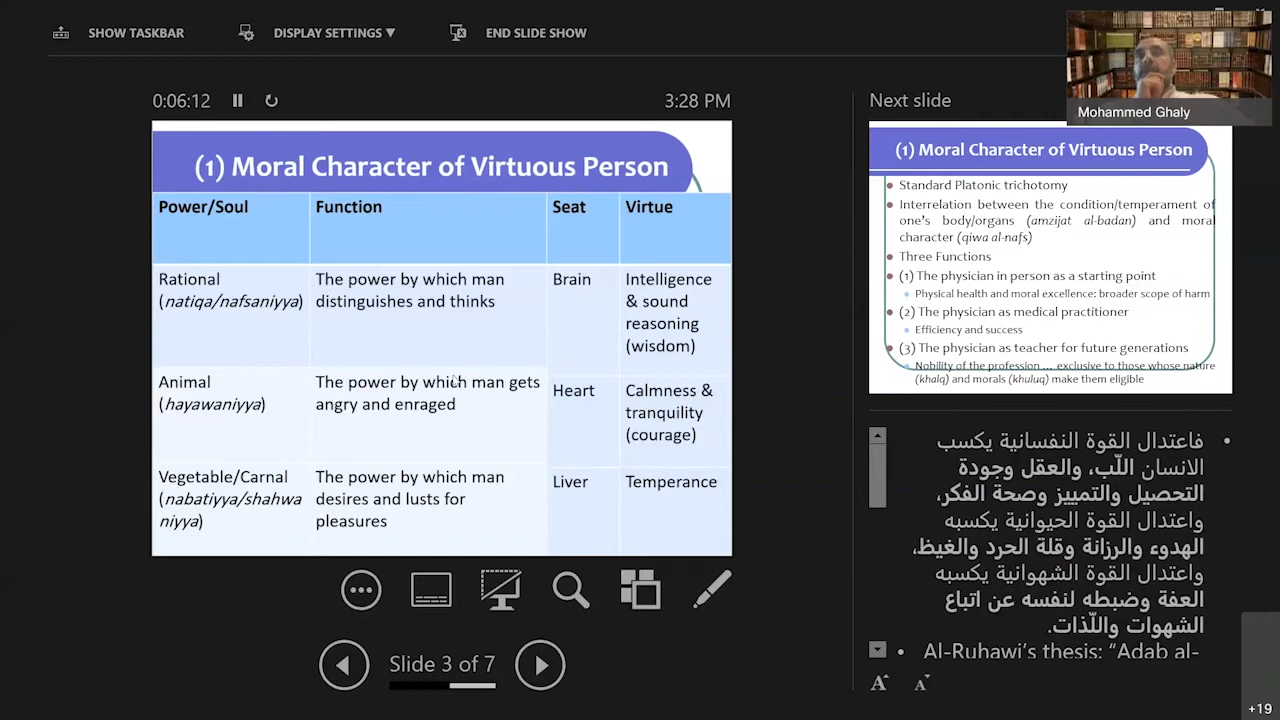 SHOW TASKBAR
DISPLAY SETTINGS ▼
END SLIDE SHOW
0:06:12
3:28 PM
(1) Moral Character of Virtuous Person
Power/Soul
Function
Seat
Virtue
Rational
(natiqa/nafsaniyya)
The power by which man
distinguishes and thinks
Brain
Intelligence
& sound
reasoning
(wisdom)
Animal
(hayawaniyya)
The power by which man gets
angry and enraged
Heart
Calmness &
tranquility
(courage)
Vegetable/Carnal
(nabatiyya/shahwa
niyya)
The power by which man
desires and lusts for
pleasures
Liver
Temperance
Slide 3 of 7
Next slide
Mohammed Ghaly
(1) Moral Character of Virtuous Person
Standard Platonic trichotomy
Interrelation between the condition/temperament of
one's body/organs (amzijat al-badan) and moral
character (qiwa al-nafs)
Three Functions
(1) The physician in person as a starting point
Physical health and moral excellence: broader scope of harm
(2) The physician as medical practitioner
Efficiency and success
(3) The physician as teacher for future generations
Nobility of the profession ... exclusive to those whose nature
(khalq) and morals (khuluq) make them eligible
• فاعتدال القوة النفسانية يكسب
الانسان اللّب، والعقل وجودة
التحصيل والتمييز وصحة الفكر،
واعتدال القوة الحيوانية يكسبه
الهدوء والرزانة وقلة الحرد والغيظ،
واعتدال القوة الشهوانية يكسبه
العفة وضبطه لنفسه عن اتباع
الشهوات واللّذات.
• Al-Ruhawi's thesis: "Adab al-
A A
+19